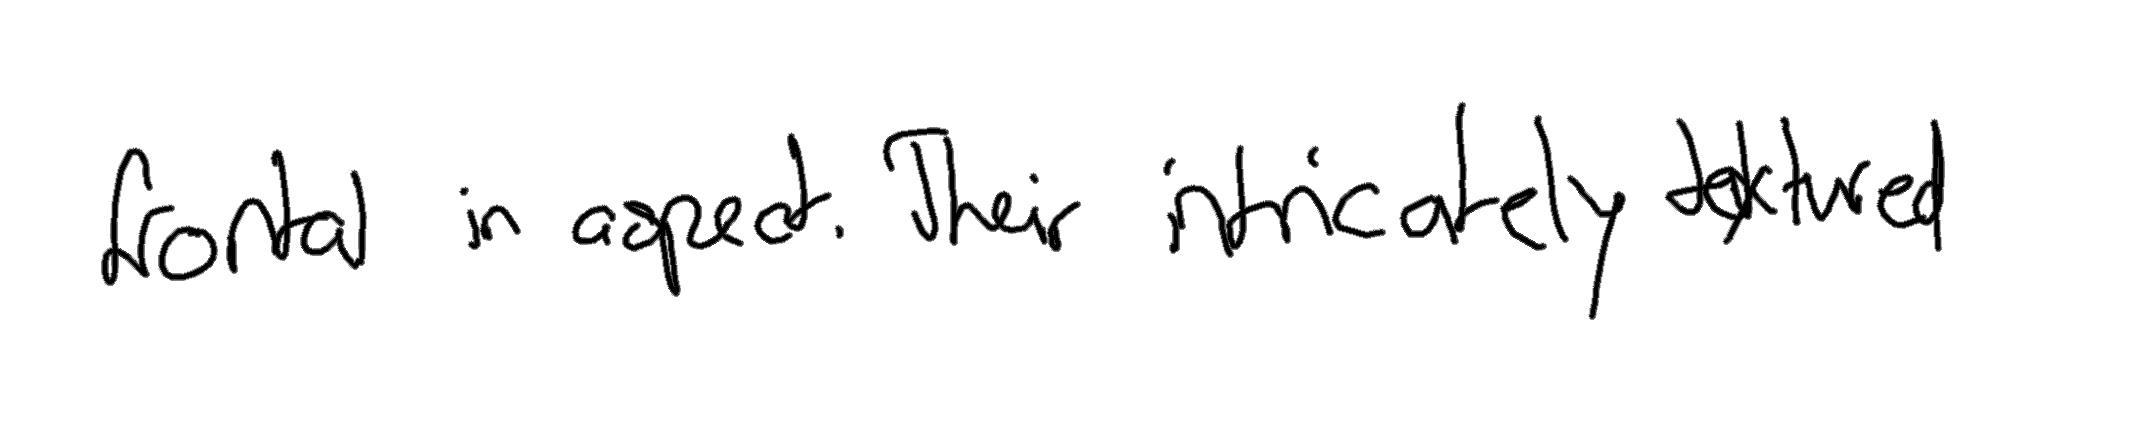 frontal in aspect. Their intricately textured